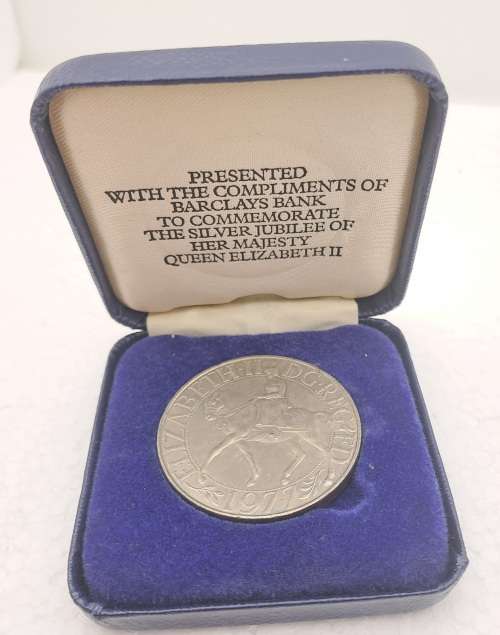 PRESENTED
WITH THE COMPLIMENTS OF
BARCLAYS BANK
TO COMMEMORATE
THE SILVER JUBILEE OF
HER MAJESTY
QUEEN ELIZABETH II
ELIZABETH·II DG·REG·FD
1977